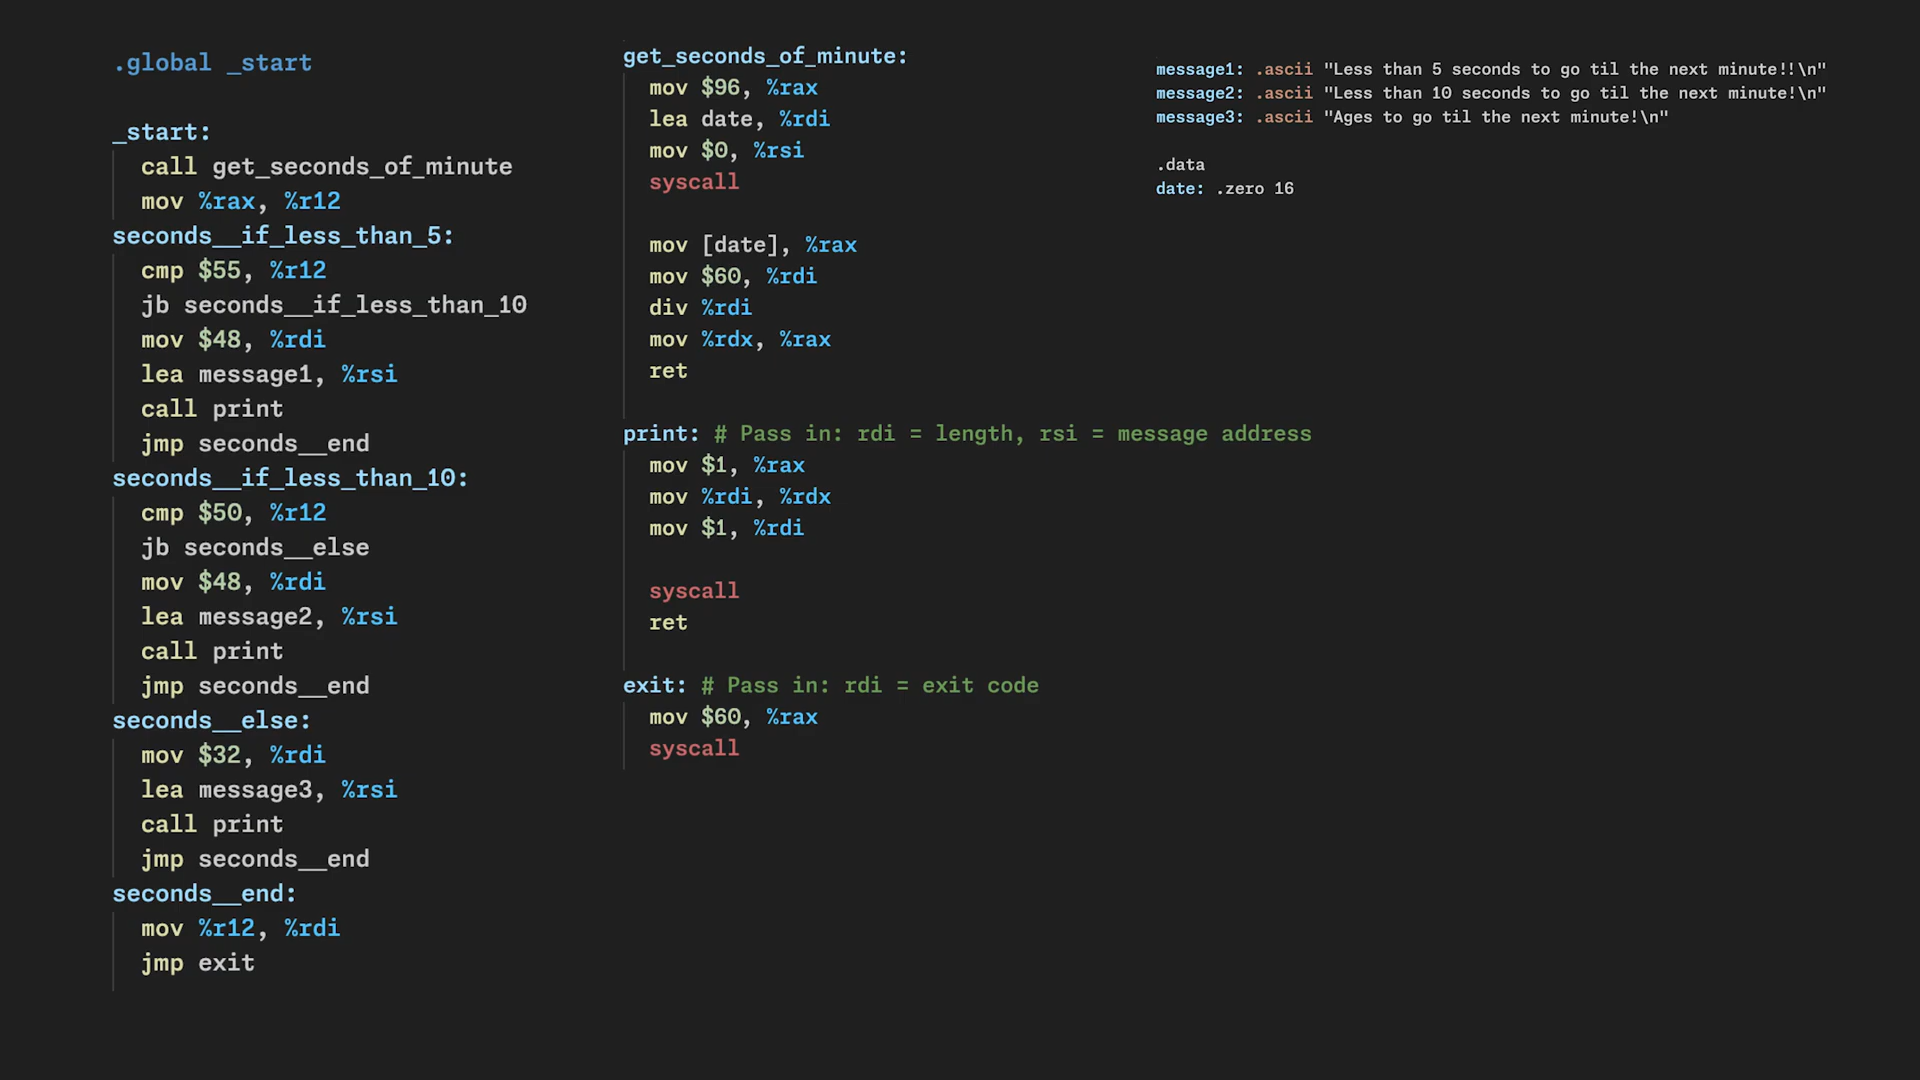 .global _start
_start:
call get_seconds_of_minute
mov %rax, %r12
seconds__if_less_than_5:
cmp $55, %r12
jb seconds__if_less_than_10
mov $48, %rdi
lea message1, %rsi
call print
jmp seconds__end
seconds__if_less_than_10:
cmp $50, %r12
jb seconds__else
mov $48, %rdi
lea message2, %rsi
call print
jmp seconds__end
seconds__else:
mov $32, %rdi
lea message3, %rsi
call print
jmp seconds__end
seconds__end:
mov %r12, %rdi
jmp exit
get_seconds_of_minute:
mov $96, %rax
lea date, %rdi
mov $0, %rsi
syscall
mov [date], %rax
mov $60, %rdi
div %rdi
mov %rdx, %rax
ret
print: # Pass in: rdi = length, rsi = message address
mov $1, %rax
mov %rdi, %rdx
mov $1, %rdi
syscall
ret
exit: # Pass in: rdi = exit code
mov $60, %rax
syscall
message1: .ascii "Less than 5 seconds to go til the next minute!!\n"
message2: .ascii "Less than 10 seconds to go til the next minute!\n"
message3: .ascii "Ages to go til the next minute!\n"
.data
date: .zero 16